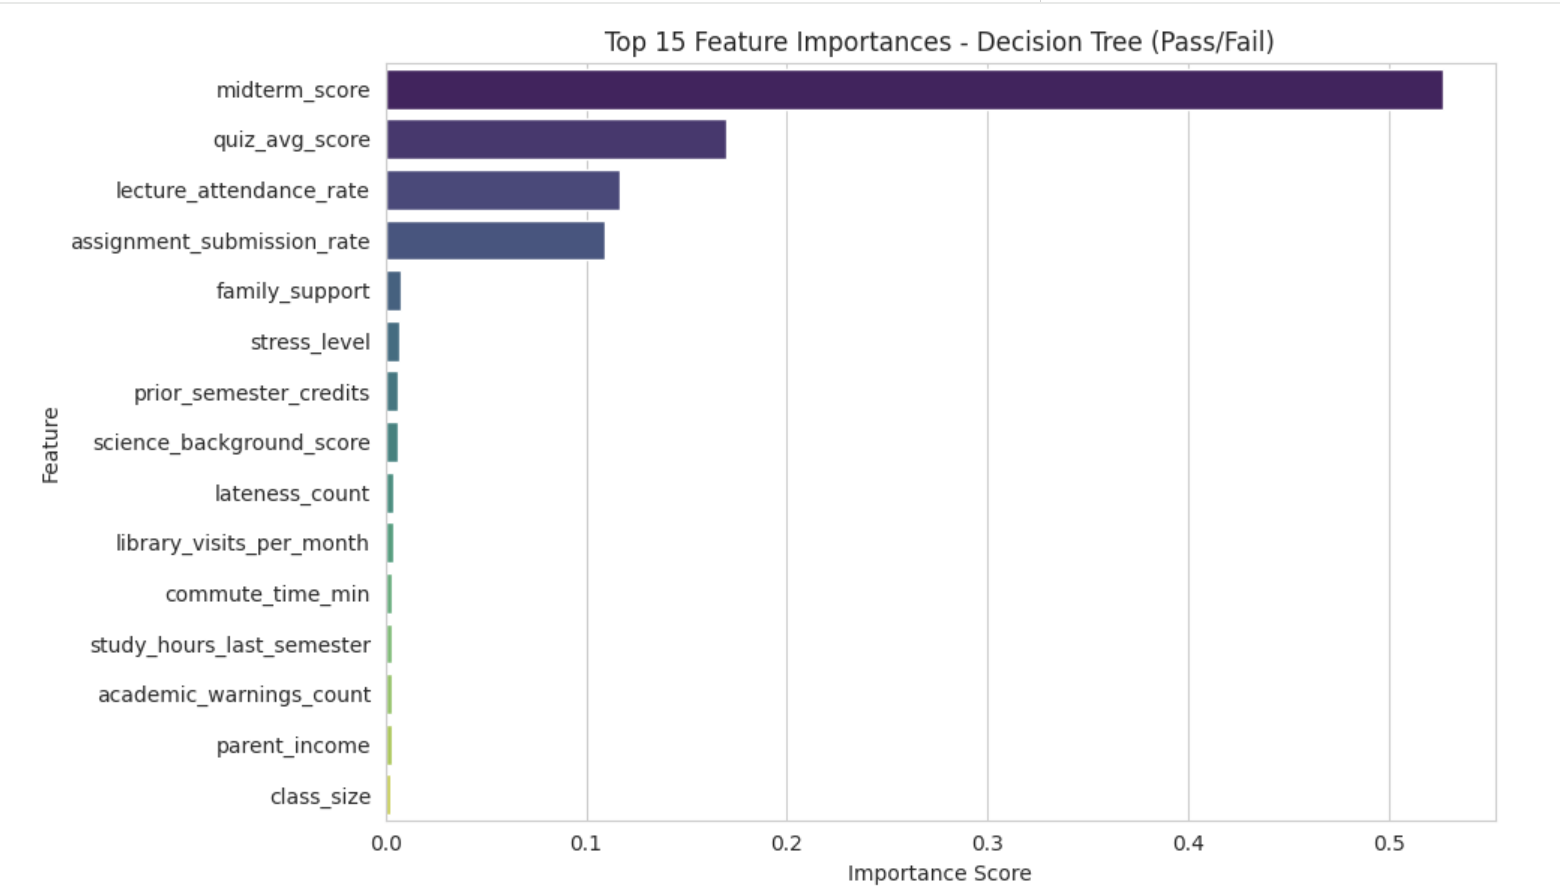 Top 15 Feature Importances - Decision Tree (Pass/Fail)
midterm_score
quiz_avg_score
lecture_attendance_rate
assignment_submission_rate
family_support
stress_level
prior_semester_credits
science_background_score
lateness_count
library_visits_per_month
commute_time_min
study_hours_last_semester
academic_warnings_count
parent_income
class_size
Feature
0.0 0.1 0.2 0.3 0.4 0.5
Importance Score